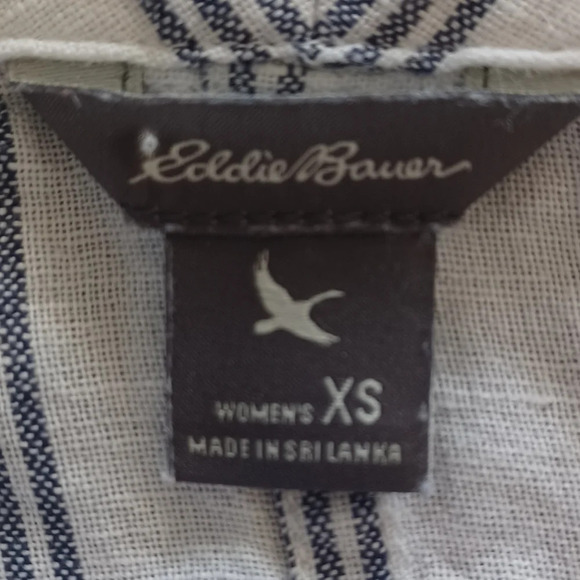 Eddie Bauer
WOMEN'S XS
MADE IN SRI LANKA